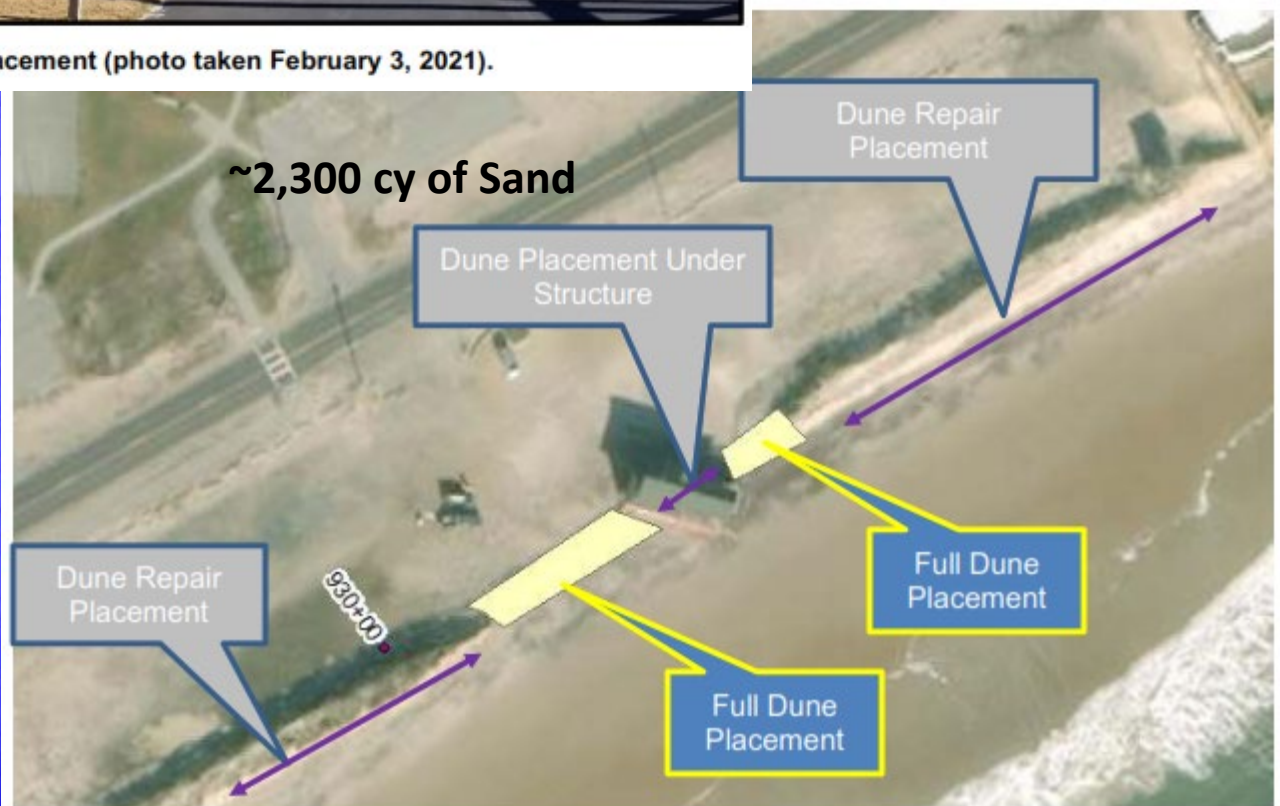 acement (photo taken February 3, 2021).
~2,300 cy of Sand
Dune Repair
Placement
Dune Placement Under
Structure
Dune Repair
Placement
930+00
Full Dune
Placement
Full Dune
Placement